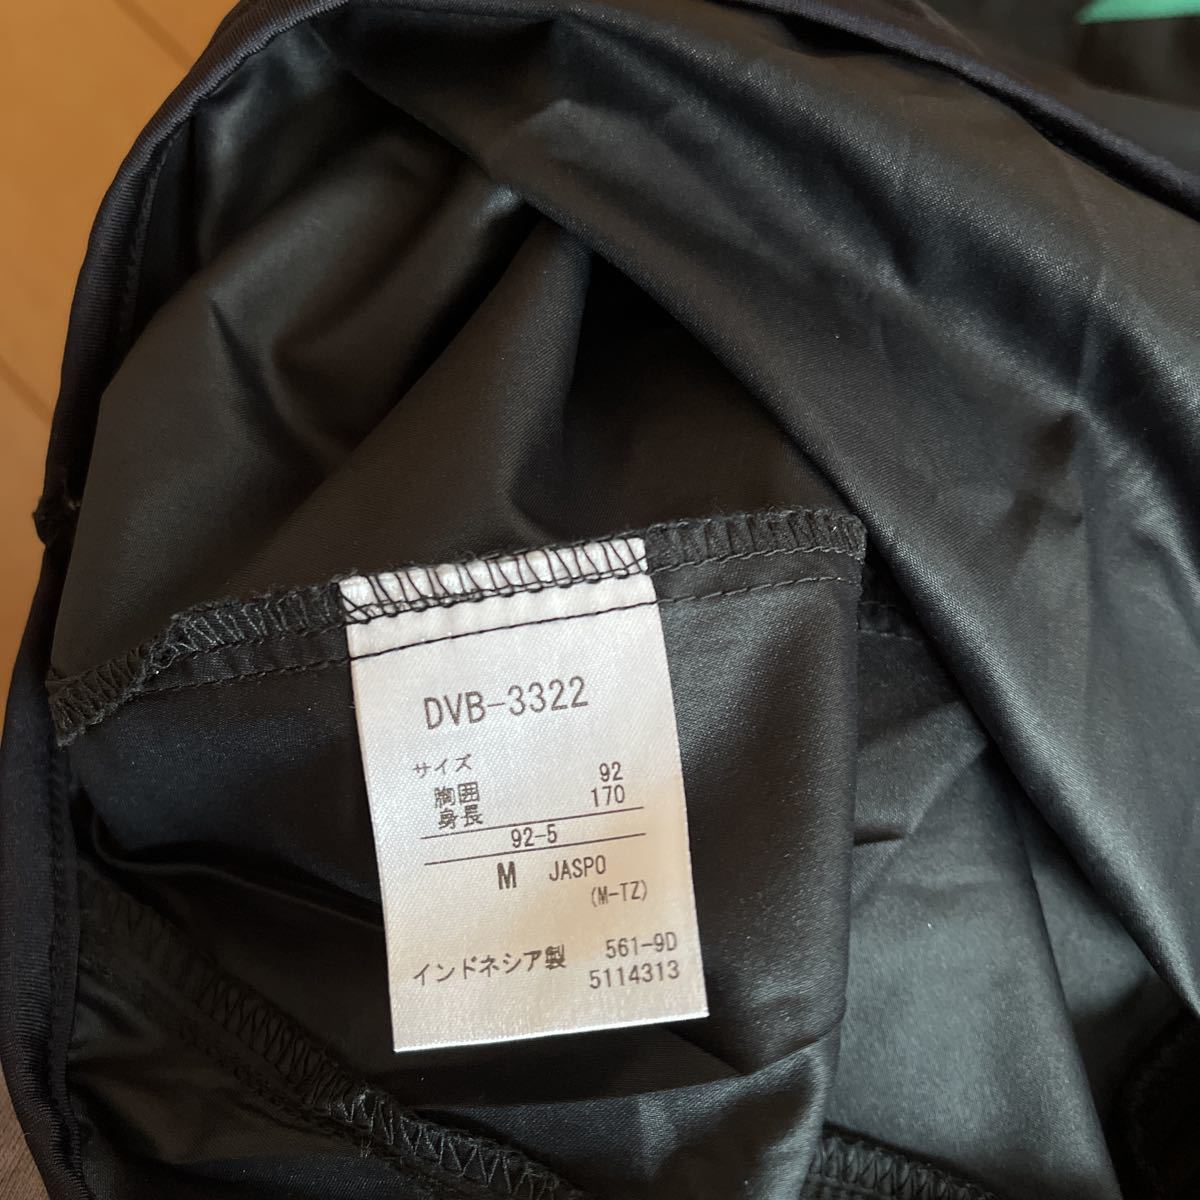 DVB-3322
サイズ
胸囲 92
身長 170
92-5
M JASPO
(M-TZ)
インドネシア製 561-9D
5114313